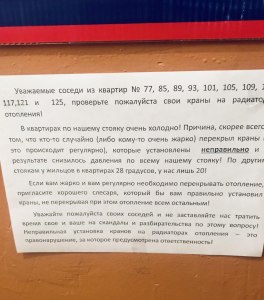 Уважаемые соседи из квартир № 77, 85, 89, 93, 101, 105, 109, 1
117,121 и 125, проверьте пожалуйста свои краны на радиатор
отопления!
В квартирах по нашему стояку очень холодно! Причина, скорее всего
том, что кто-то случайно (либо кому-то очень жарко) перекрыл краны (
это происходит регулярно), которые установлены неправильно и
результате снизилось давления по всему нашему стояку! По другим
стоякам у жильцов в квартирах 28 градусов, у нас лишь 20!
Если вам жарко и вам регулярно необходимо перекрывать отопление,
пригласите хорошего слесаря, который бы вам правильно установил
краны, не перекрывая при этом отопление всем остальным!
Уважайте пожалуйста своих соседей и не заставляйте нас тратить
время свое и ваше на скандалы и разбирательства по этому вопросу!
Неправильная установка кранов на радиаторах отопления – это
правонарушение, за которое предусмотрена ответственность!